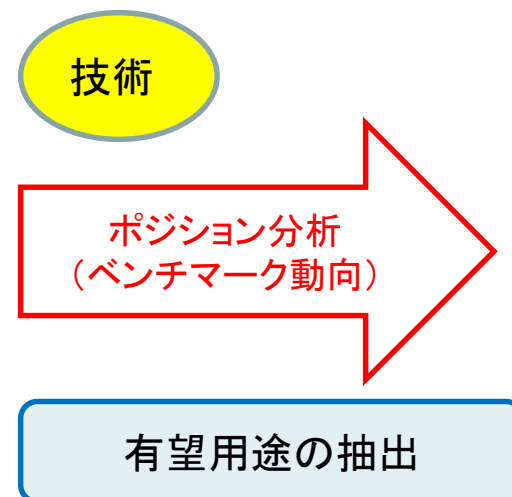 技術
ポジション分析
（ベンチマーク動向）
有望用途の抽出